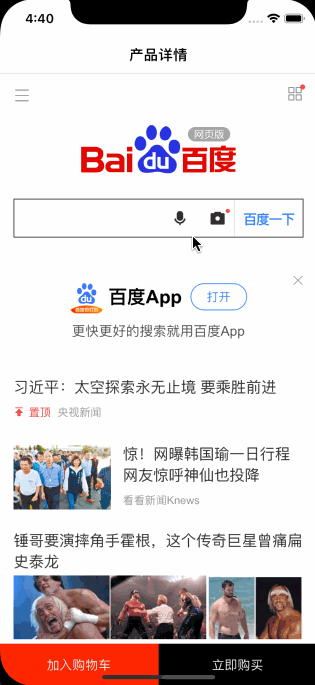 4:40
产品详情
网页版
Bai du 百度
百度一下
百度App
打开
更快更好的搜索就用百度App
习近平：太空探索永无止境 要乘胜前进
置顶 央视新闻
惊！网曝韩国瑜一日行程
网友惊呼神仙也投降
看看新闻Knews
锤哥要演摔角手霍根，这个传奇巨星曾痛扁
史泰龙
加入购物车
立即购买